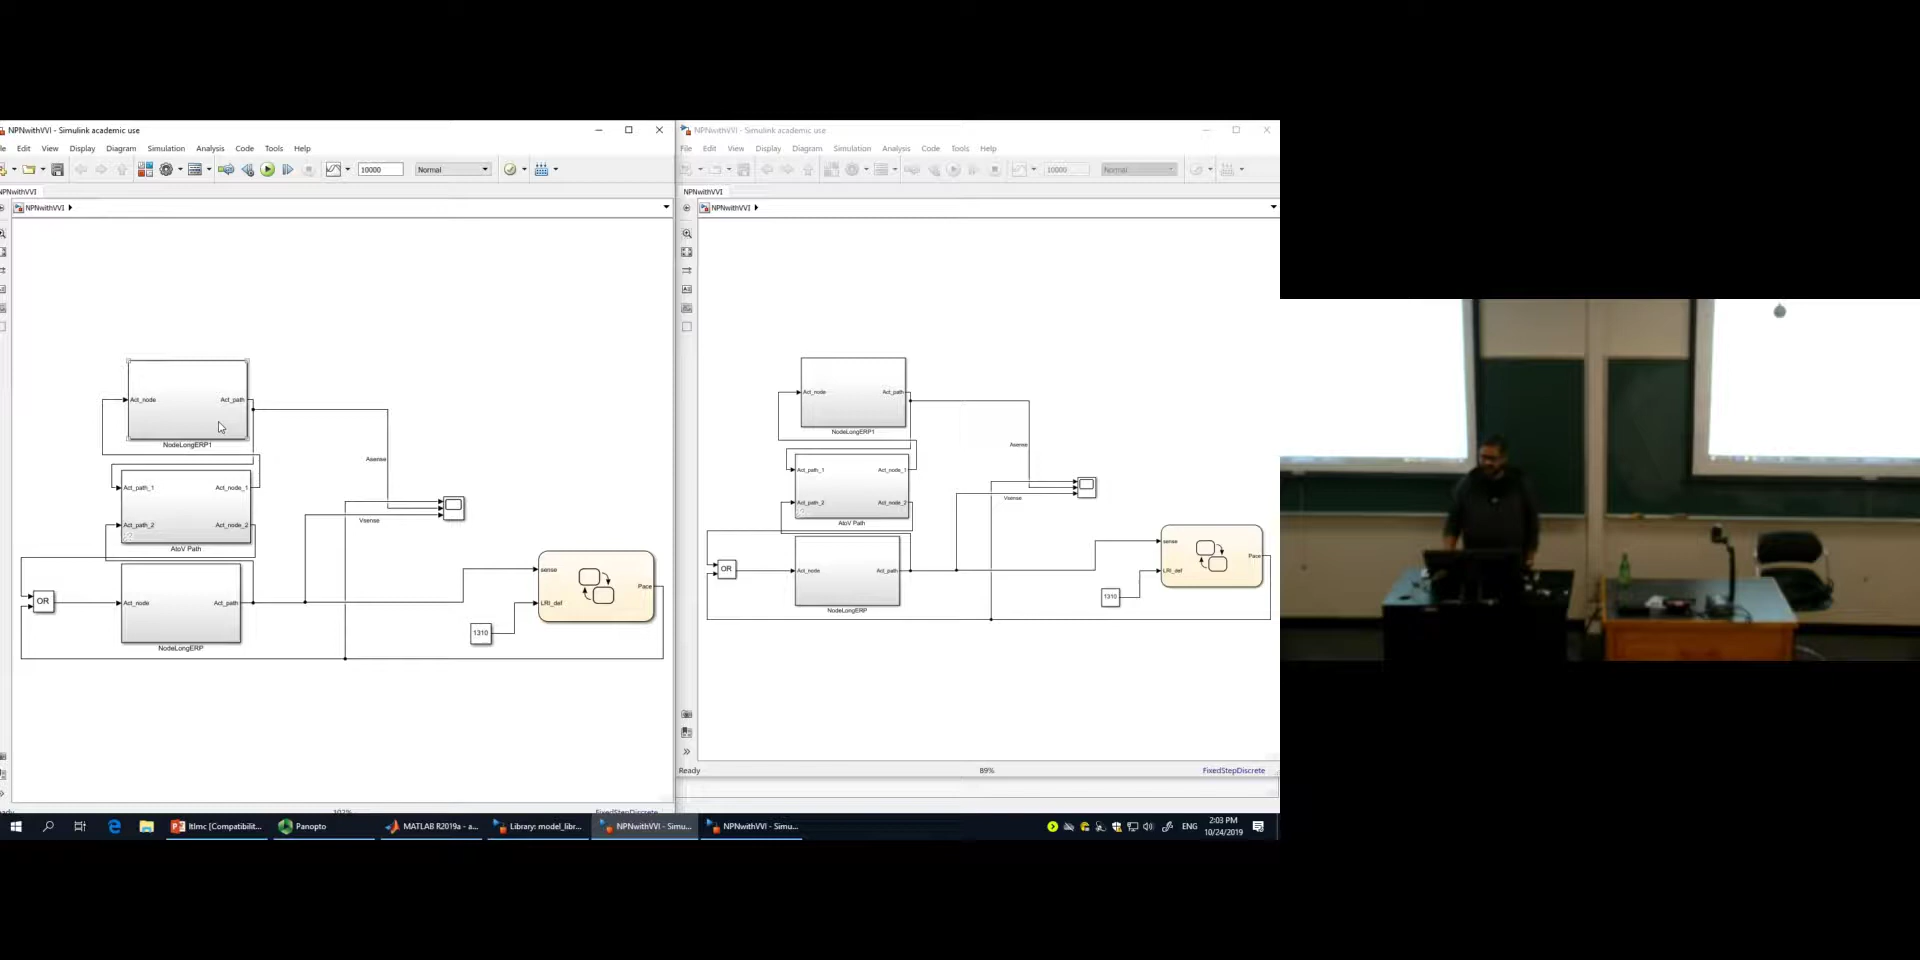 NPNwithVVI - Simulink academic use
Edit View Display Diagram Simulation Analysis Code Tools Help
10000 Normal
NPNwithVVI
NPNwithVVI
Act_node Act_path
NodeLongERP1
Asense
Act_path_1 Act_node_1
Act_path_2 Act_node_2
AtoV Path
Vsense
OR
Act_node Act_path
NodeLongERP
sense
LRI_def
Pace
1310
102%
FixedStepDiscrete
NPNwithVVI - Simulink academic use
File Edit View Display Diagram Simulation Analysis Code Tools Help
10000 Normal
NPNwithVVI
NPNwithVVI
Act_node Act_path
NodeLongERP1
Asense
Act_path_1 Act_node_1
Act_path_2 Act_node_2
AtoV Path
Vsense
OR
Act_node Act_path
NodeLongERP
sense
LRI_def
Pace
1310
Ready 89% FixedStepDiscrete
ltlmc [Compatibilit... Panopto MATLAB R2019a - a... Library: model_libr... NPNwithVVI - Simu... NPNwithVVI - Simu... ENG 2:03 PM
10/24/2019